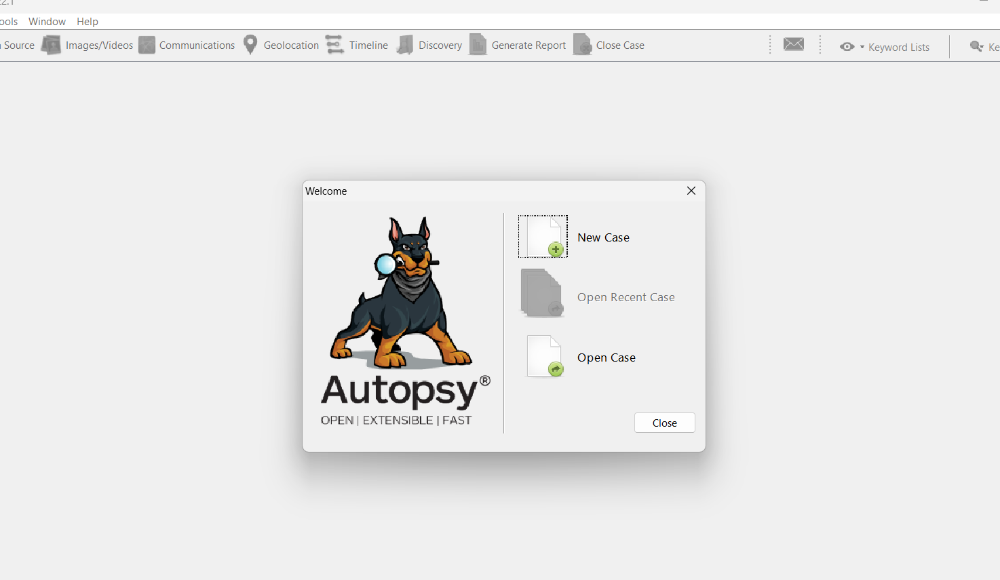 22.1
ools Window Help
Source Images/Videos Communications Geolocation Timeline Discovery Generate Report Close Case Keyword Lists Ke
Welcome
New Case
Open Recent Case
Open Case
Autopsy®
OPEN | EXTENSIBLE | FAST
Close